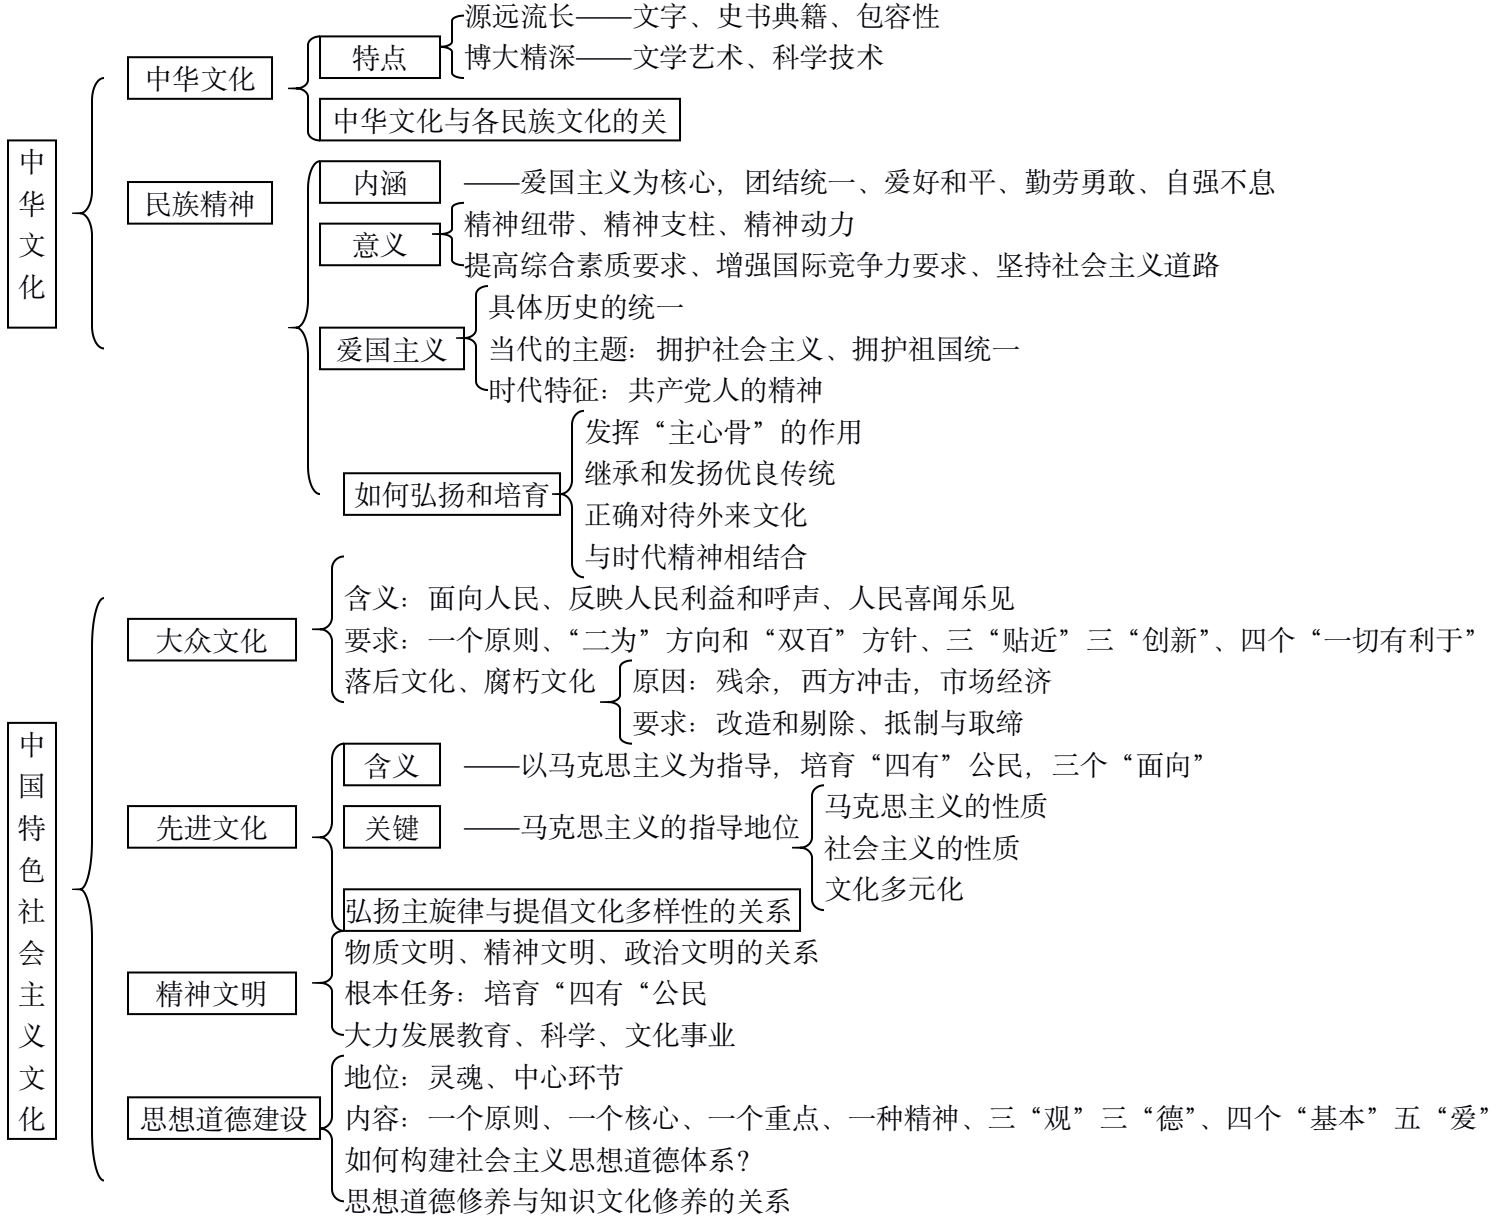 源远流长——文字、史书典籍、包容性
特点
博大精深——文学艺术、科学技术
中华文化
中华文化与各民族文化的关
中华文化
内涵 ——爱国主义为核心，团结统一、爱好和平、勤劳勇敢、自强不息
民族精神
精神纽带、精神支柱、精神动力
意义
提高综合素质要求、增强国际竞争力要求、坚持社会主义道路
具体历史的统一
爱国主义
当代的主题：拥护社会主义、拥护祖国统一
时代特征：共产党人的精神
发挥“主心骨”的作用
继承和发扬优良传统
如何弘扬和培育
正确对待外来文化
与时代精神相结合
含义：面向人民、反映人民利益和呼声、人民喜闻乐见
大众文化
要求：一个原则、“二为”方向和“双百”方针、三“贴近”三“创新”、四个“一切有利于”
落后文化、腐朽文化
原因：残余，西方冲击，市场经济
要求：改造和剔除、抵制与取缔
中国特色社会主义文化
含义 ——以马克思主义为指导，培育“四有”公民，三个“面向”
先进文化
关键 ——马克思主义的指导地位
马克思主义的性质
社会主义的性质
文化多元化
弘扬主旋律与提倡文化多样性的关系
物质文明、精神文明、政治文明的关系
精神文明
根本任务：培育“四有“公民
大力发展教育、科学、文化事业
地位：灵魂、中心环节
思想道德建设
内容：一个原则、一个核心、一个重点、一种精神、三“观”三“德”、四个“基本”五“爱”
如何构建社会主义思想道德体系？
思想道德修养与知识文化修养的关系